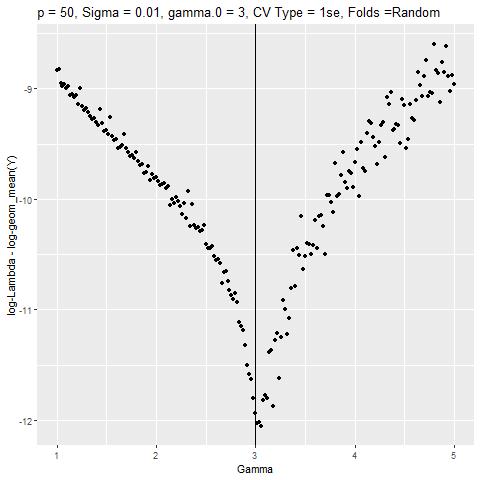 p = 50, Sigma = 0.01, gamma.0 = 3, CV Type = 1se, Folds =Random
log-Lambda - log-geom_mean(Y)
-9
-10
-11
-12
1 2 3 4 5
Gamma